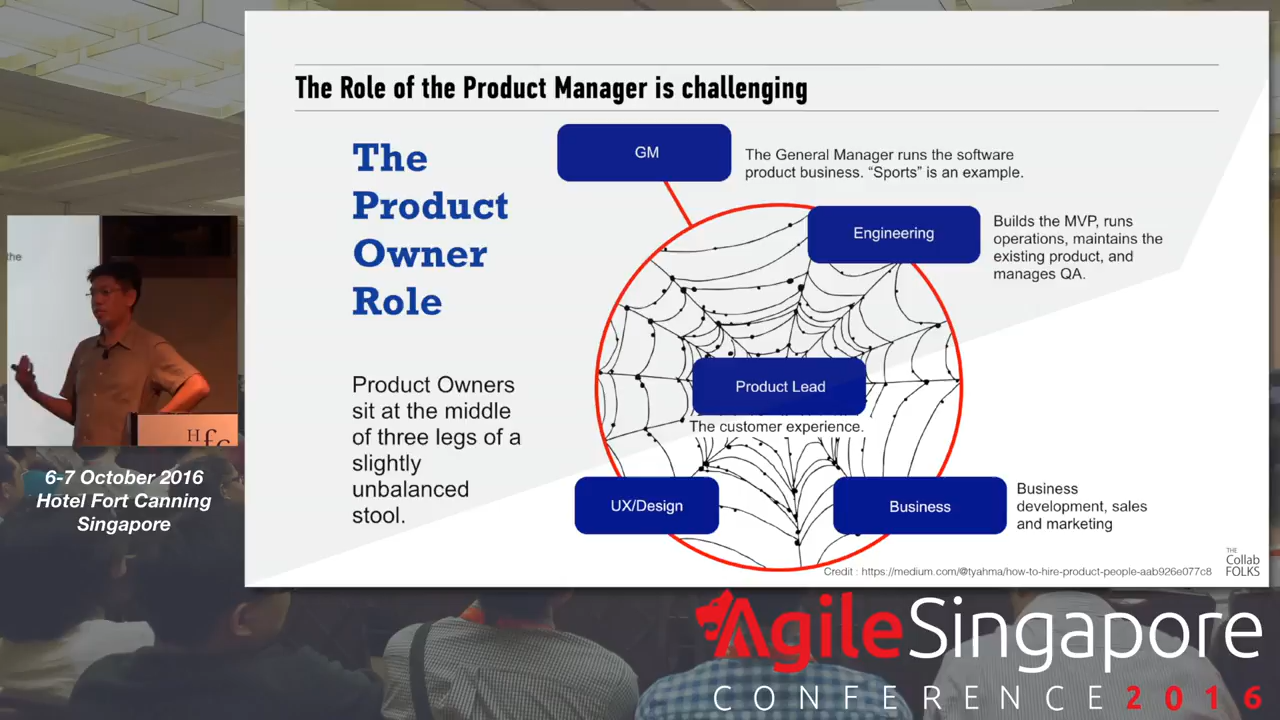 The Role of the Product Manager is challenging
The
Product
Owner
Role
Product Owners
sit at the middle
of three legs of a
slightly
unbalanced
stool.
GM
The General Manager runs the software
product business. “Sports” is an example.
Engineering
Builds the MVP, runs
operations, maintains the
existing product, and
manages QA.
Product Lead
The customer experience.
UX/Design
Business
Business
development, sales
and marketing
Credit : https://medium.com/@tyahma/how-to-hire-product-people-aab926e077c8
THE
Collab
FOLKS
the
Hfc
6-7 October 2016
Hotel Fort Canning
Singapore
AgileSingapore
CONFERENCE 2016